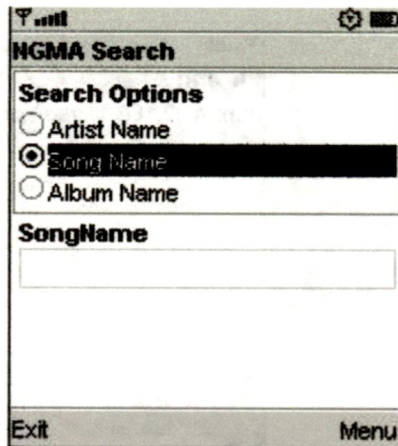 NGMA Search
Search Options
Artist Name
Song Name
Album Name
SongName
Exit Menu